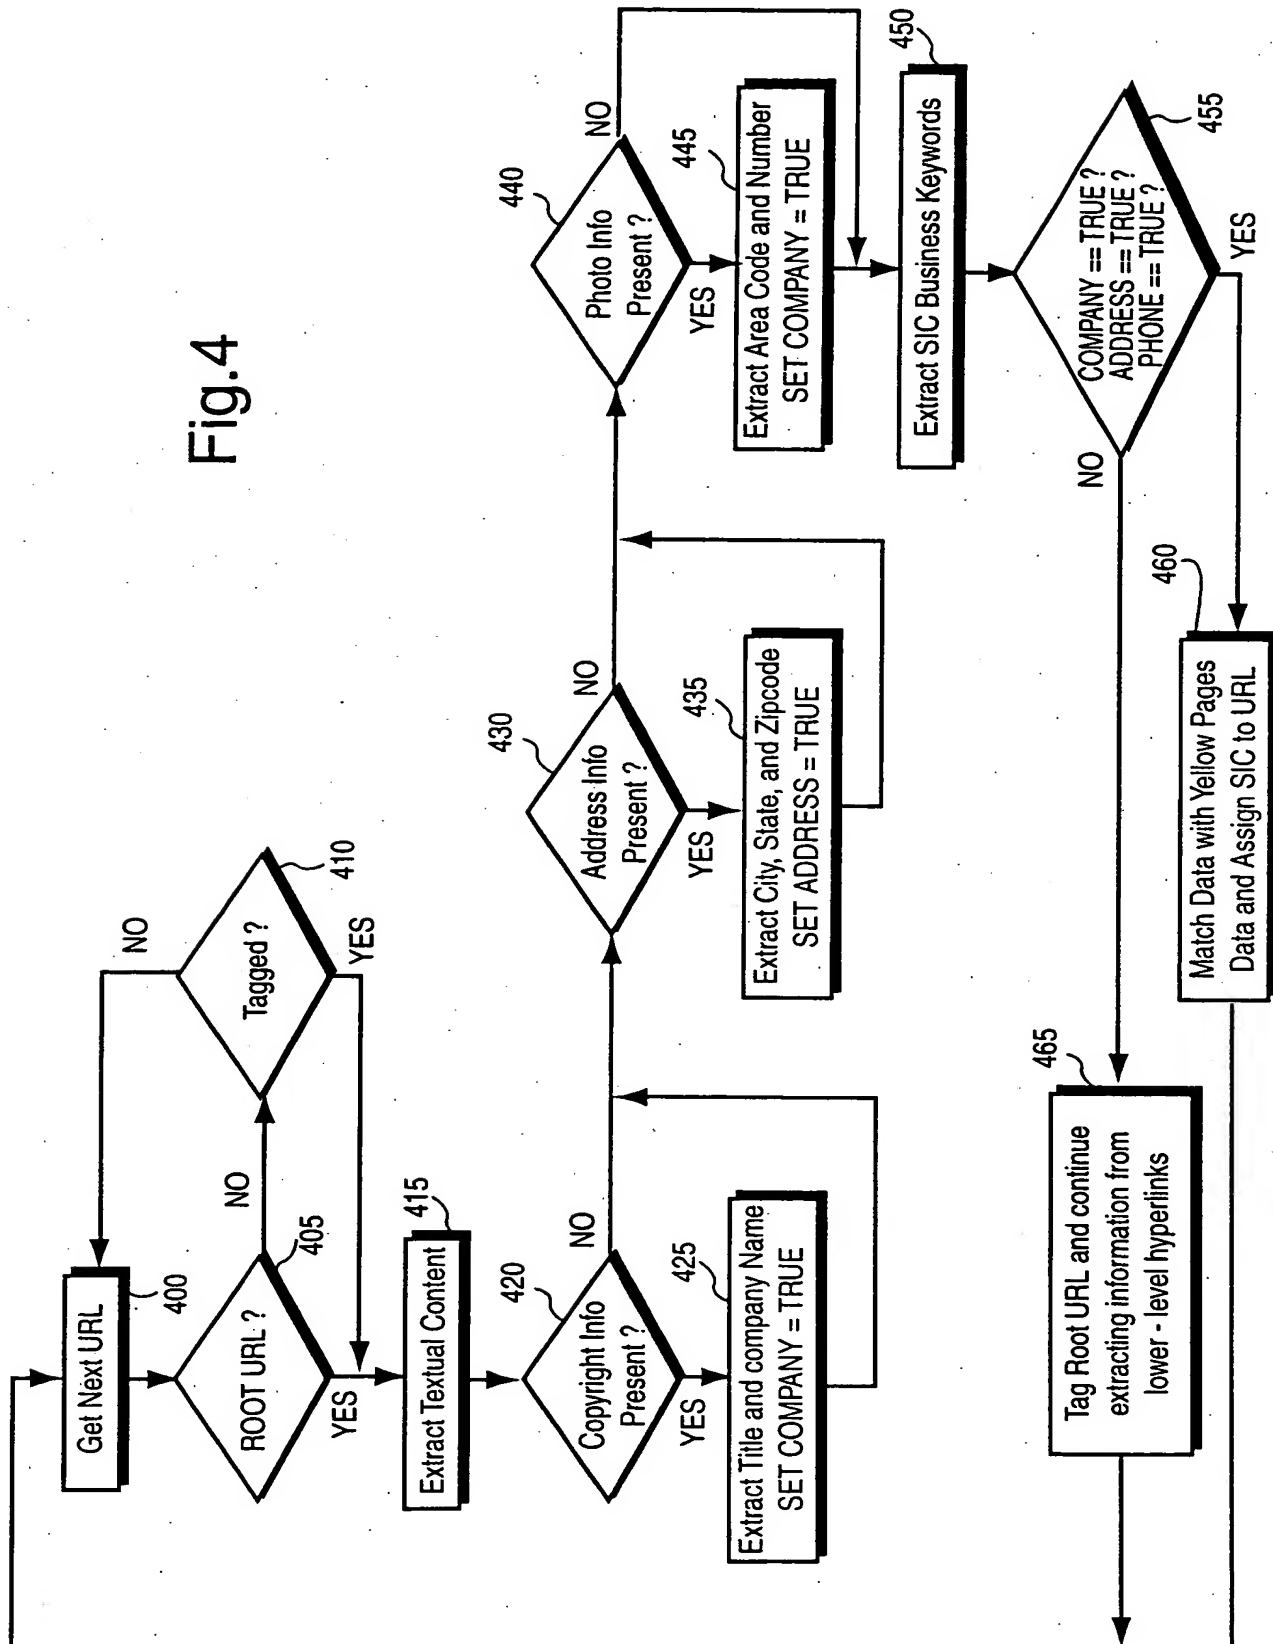 Fig.4
Get Next URL
400
ROOT URL ?
405
NO
YES
Tagged ?
410
NO
YES
Extract Textual Content
415
Copyright Info
Present ?
420
NO
YES
Extract Title and company Name
SET COMPANY = TRUE
425
Address Info
Present ?
430
NO
YES
Extract City, State, and Zipcode
SET ADDRESS = TRUE
435
Photo Info
Present ?
440
NO
YES
Extract Area Code and Number
SET COMPANY = TRUE
445
Extract SIC Business Keywords
450
COMPANY == TRUE ?
ADDRESS == TRUE ?
PHONE == TRUE ?
455
NO
YES
Match Data with Yellow Pages
Data and Assign SIC to URL
460
Tag Root URL and continue
extracting information from
lower - level hyperlinks
465